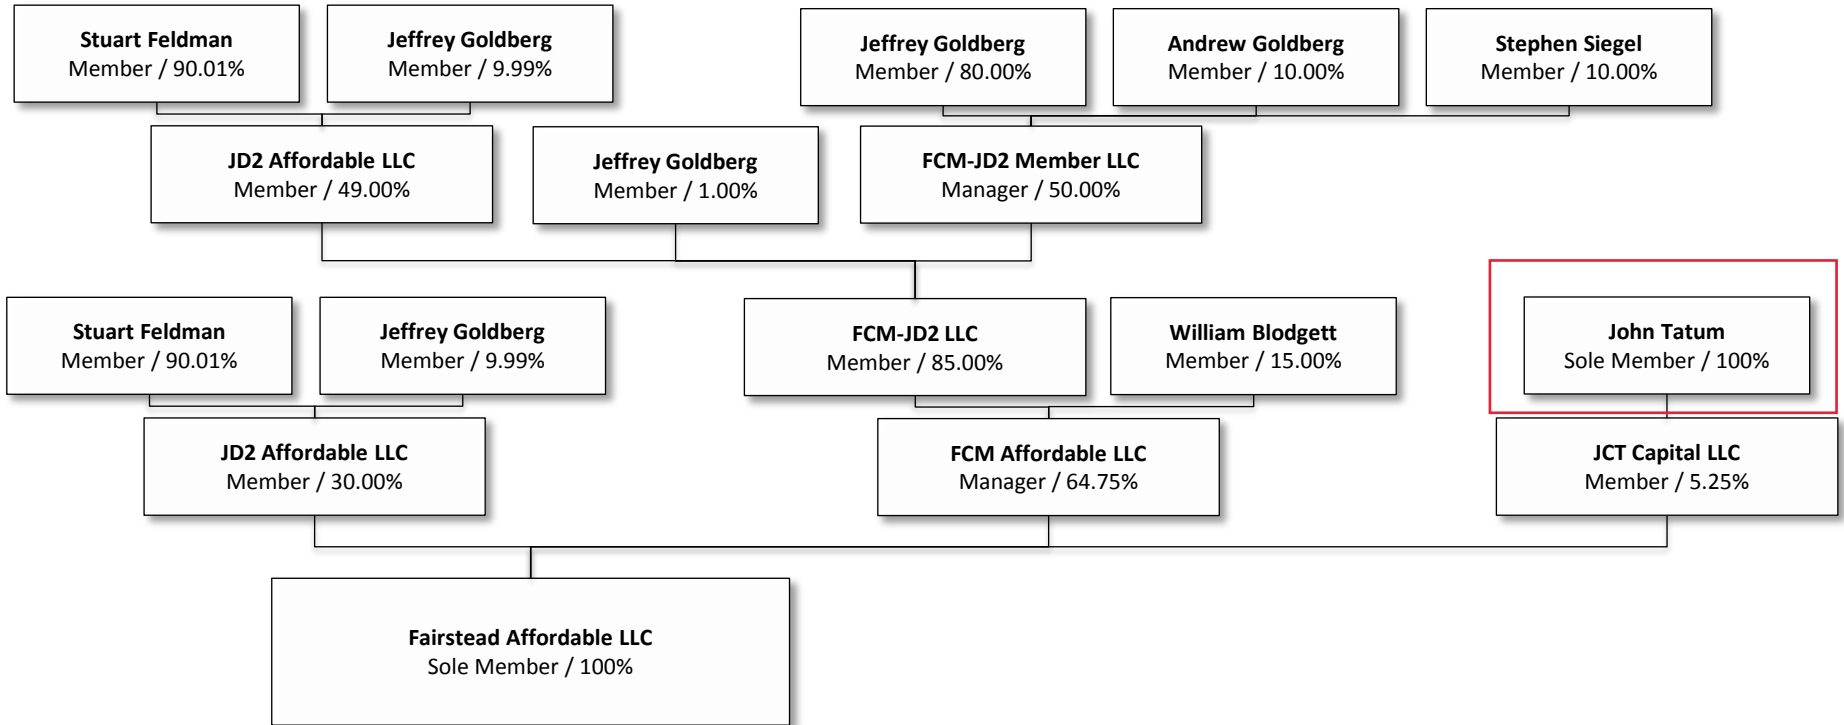 Stuart Feldman
Member / 90.01%
Jeffrey Goldberg
Member / 9.99%
Jeffrey Goldberg
Member / 80.00%
Andrew Goldberg
Member / 10.00%
Stephen Siegel
Member / 10.00%
JD2 Affordable LLC
Member / 49.00%
Jeffrey Goldberg
Member / 1.00%
FCM-JD2 Member LLC
Manager / 50.00%
Stuart Feldman
Member / 90.01%
Jeffrey Goldberg
Member / 9.99%
FCM-JD2 LLC
Member / 85.00%
William Blodgett
Member / 15.00%
John Tatum
Sole Member / 100%
JD2 Affordable LLC
Member / 30.00%
FCM Affordable LLC
Manager / 64.75%
JCT Capital LLC
Member / 5.25%
Fairstead Affordable LLC
Sole Member / 100%